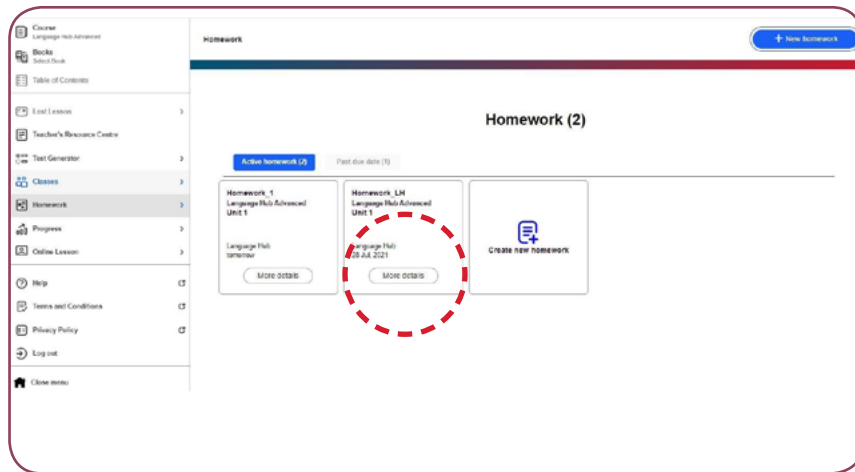 Course
Language Hub Advanced
Books
Select Book
Table of Contents
Last Lesson
Teacher's Resource Centre
Test Generator
Classes
Homework
Progress
Online Lesson
Help
Terms and Conditions
Privacy Policy
Log out
Close menu
Homework
+ New homework
Homework (2)
Active homework (2)
Past due date (1)
Homework_1
Language Hub Advanced
Unit 1
Language Hub
tomorrow
More details
Homework_LH
Language Hub Advanced
Unit 1
Language Hub
28 Jul, 2021
More details
Create new homework